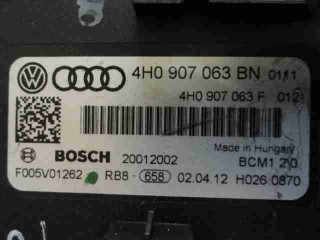 4H0 907 063 BN 0111
4H0 907 063 F 012
Made in Hungary
BOSCH 20012002 BCM1 2.0
F005V01262 RB8- 658 02.04.12 H026 0870